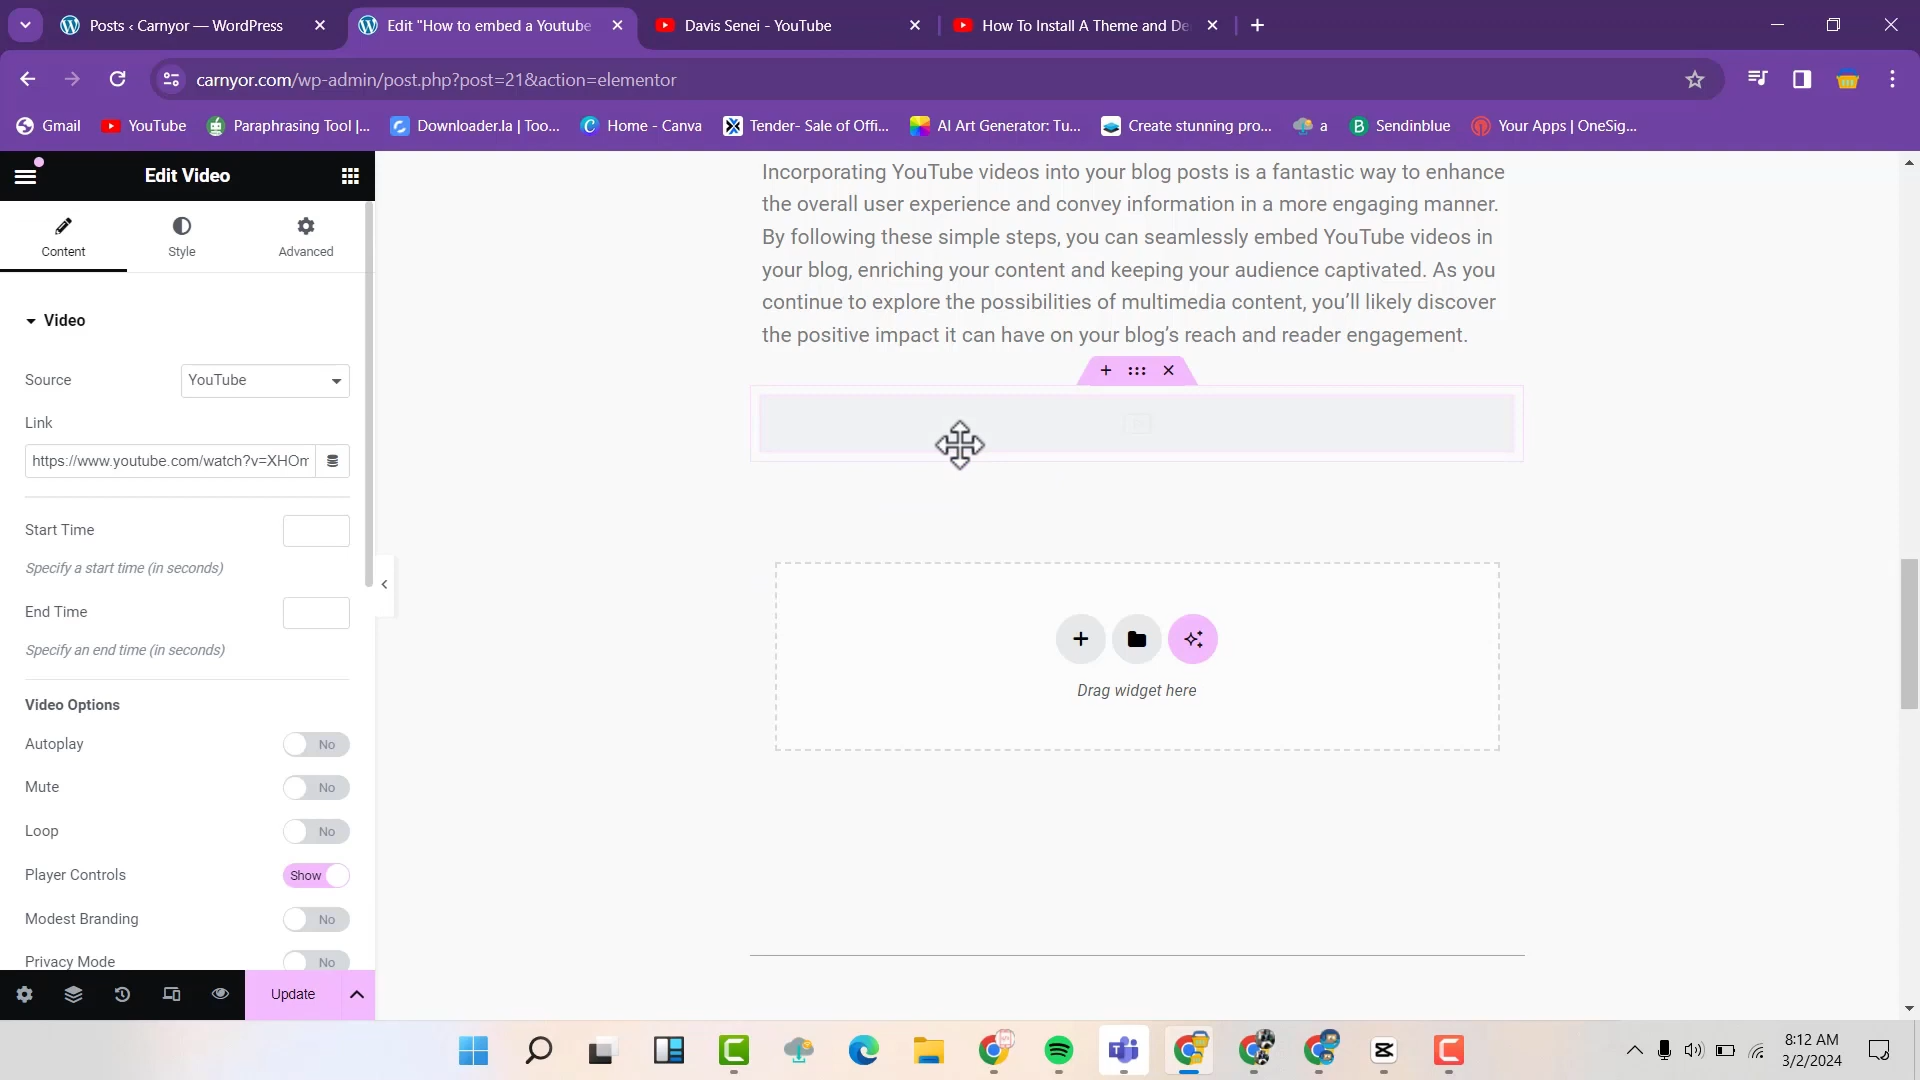 Posts ‹ Carnyor — WordPress
Edit "How to embed a Youtube
Davis Senei - YouTube
How To Install A Theme and De
carnyor.com/wp-admin/post.php?post=21&action=elementor
Gmail
YouTube
Paraphrasing Tool |...
Downloader.la | Too...
Home - Canva
Tender- Sale of Offi...
AI Art Generator: Tu...
Create stunning pro...
a
Sendinblue
Your Apps | OneSig...
Edit Video
Content
Style
Advanced
Video
Source
YouTube
Link
https://www.youtube.com/watch?v=XHOm
Start Time
Specify a start time (in seconds)
End Time
Specify an end time (in seconds)
Video Options
Autoplay
No
Mute
No
Loop
No
Player Controls
Show
Modest Branding
No
Privacy Mode
No
Update
Incorporating YouTube videos into your blog posts is a fantastic way to enhance
the overall user experience and convey information in a more engaging manner.
By following these simple steps, you can seamlessly embed YouTube videos in
your blog, enriching your content and keeping your audience captivated. As you
continue to explore the possibilities of multimedia content, you’ll likely discover
the positive impact it can have on your blog’s reach and reader engagement.
Drag widget here
8:12 AM
3/2/2024